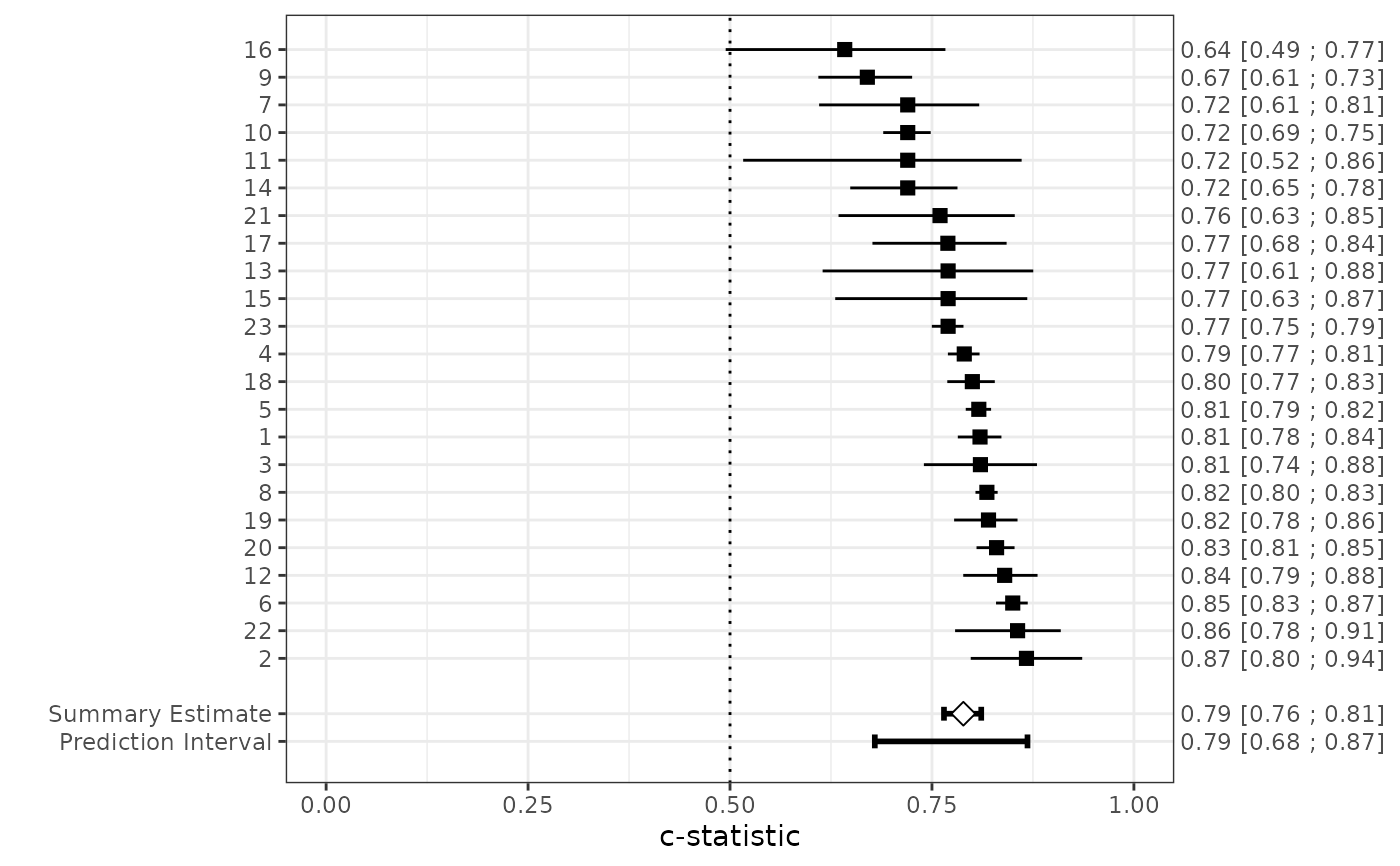 16 0.64 [0.49 ; 0.77]
9 0.67 [0.61 ; 0.73]
7 0.72 [0.61 ; 0.81]
10 0.72 [0.69 ; 0.75]
11 0.72 [0.52 ; 0.86]
14 0.72 [0.65 ; 0.78]
21 0.76 [0.63 ; 0.85]
17 0.77 [0.68 ; 0.84]
13 0.77 [0.61 ; 0.88]
15 0.77 [0.63 ; 0.87]
23 0.77 [0.75 ; 0.79]
4 0.79 [0.77 ; 0.81]
18 0.80 [0.77 ; 0.83]
5 0.81 [0.79 ; 0.82]
1 0.81 [0.78 ; 0.84]
3 0.81 [0.74 ; 0.88]
8 0.82 [0.80 ; 0.83]
19 0.82 [0.78 ; 0.86]
20 0.83 [0.81 ; 0.85]
12 0.84 [0.79 ; 0.88]
6 0.85 [0.83 ; 0.87]
22 0.86 [0.78 ; 0.91]
2 0.87 [0.80 ; 0.94]
Summary Estimate 0.79 [0.76 ; 0.81]
Prediction Interval 0.79 [0.68 ; 0.87]
0.00 0.25 0.50 0.75 1.00
c-statistic